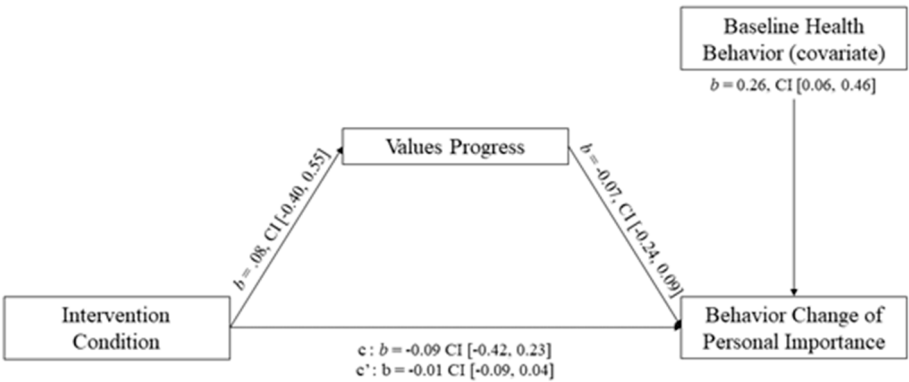 Baseline Health
Behavior (covariate)
b = 0.26, CI [0.06, 0.46]
Values Progress
b = .08, CI [-0.40, 0.55]
b = -0.07, CI [-0.24, 0.09]
Intervention
Condition
Behavior Change of
Personal Importance
c : b = -0.09 CI [-0.42, 0.23]
c’ : b = -0.01 CI [-0.09, 0.04]